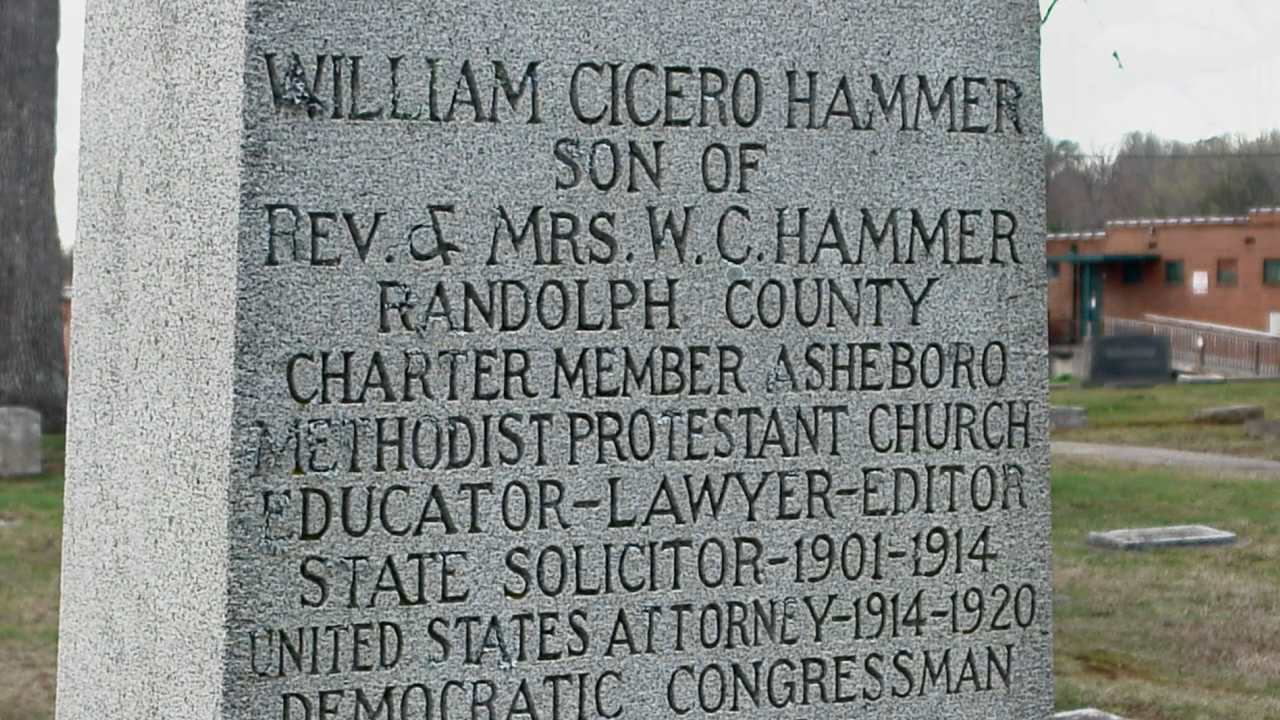 WILLIAM CICERO HAMMER
SON OF
REV. & MRS. W. C. HAMMER
RANDOLPH COUNTY
CHARTER MEMBER ASHEBORO
METHODIST PROTESTANT CHURCH
EDUCATOR-LAWYER-EDITOR
STATE SOLICITOR-1901-1914
UNITED STATES ATTORNEY-1914-1920
DEMOCRATIC CONGRESSMAN